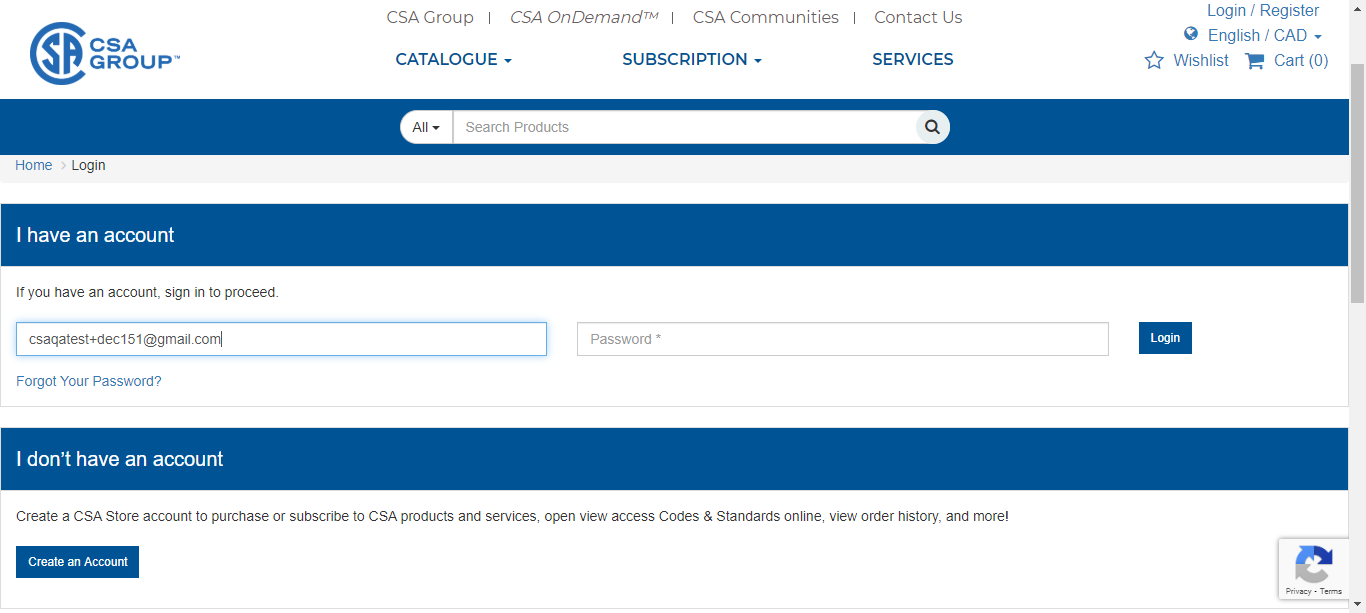 CSA Group | CSA OnDemand™ | CSA Communities | Contact Us
Login / Register
English / CAD
CSA GROUP™
CATALOGUE SUBSCRIPTION SERVICES
Wishlist Cart (0)
All Search Products
Home > Login
I have an account
If you have an account, sign in to proceed.
csaqatest+dec151@gmail.com Password * Login
Forgot Your Password?
I don’t have an account
Create a CSA Store account to purchase or subscribe to CSA products and services, open view access Codes & Standards online, view order history, and more!
Create an Account
Privacy - Terms